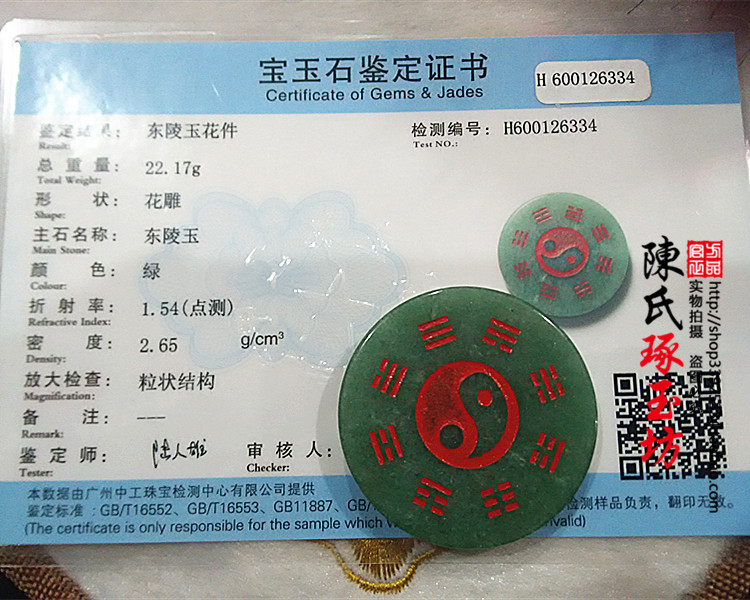 宝玉石鉴定证书
Certificate of Gems & Jades
H 600126334
鉴定结果： 东陵玉花件
Result:
检测编号： H600126334
TEST NO.:
总重量： 22.17g
Total Weight:
形 状： 花雕
Shape:
主石名称： 东陵玉
Main Stone:
颜 色： 绿
Colour:
折射率： 1.54(点测)
Refractive Index:
密 度： 2.65 g/cm³
Density:
放大检查： 粒状结构
Magnification:
备 注： ---
Remark:
鉴定师：
Tester:
审核人：
Checker:
本数据由广州中工珠宝检测中心有限公司提供
鉴定标准：GB/T16552、GB/T16553、GB11887、GB/
检测样品负责，翻印无效。
(The certificate is only responsible for the sample which
nvalid)
陳氏琢玉坊
实物拍摄 盗
http://shop3